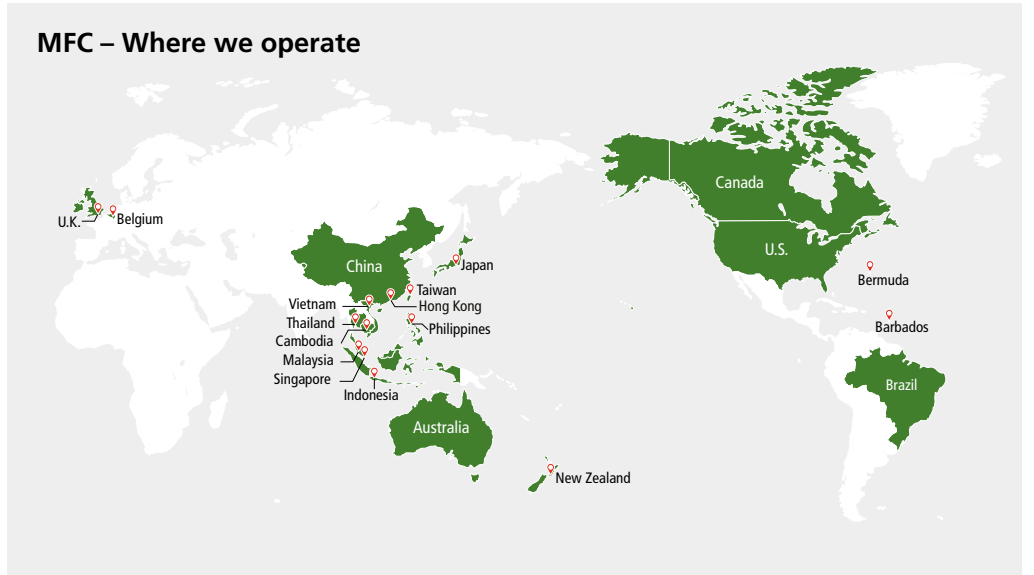 MFC – Where we operate
Canada
U.K.
Belgium
U.S.
China
Japan
Bermuda
Taiwan
Vietnam
Hong Kong
Thailand
Philippines
Barbados
Cambodia
Malaysia
Singapore
Brazil
Indonesia
Australia
New Zealand